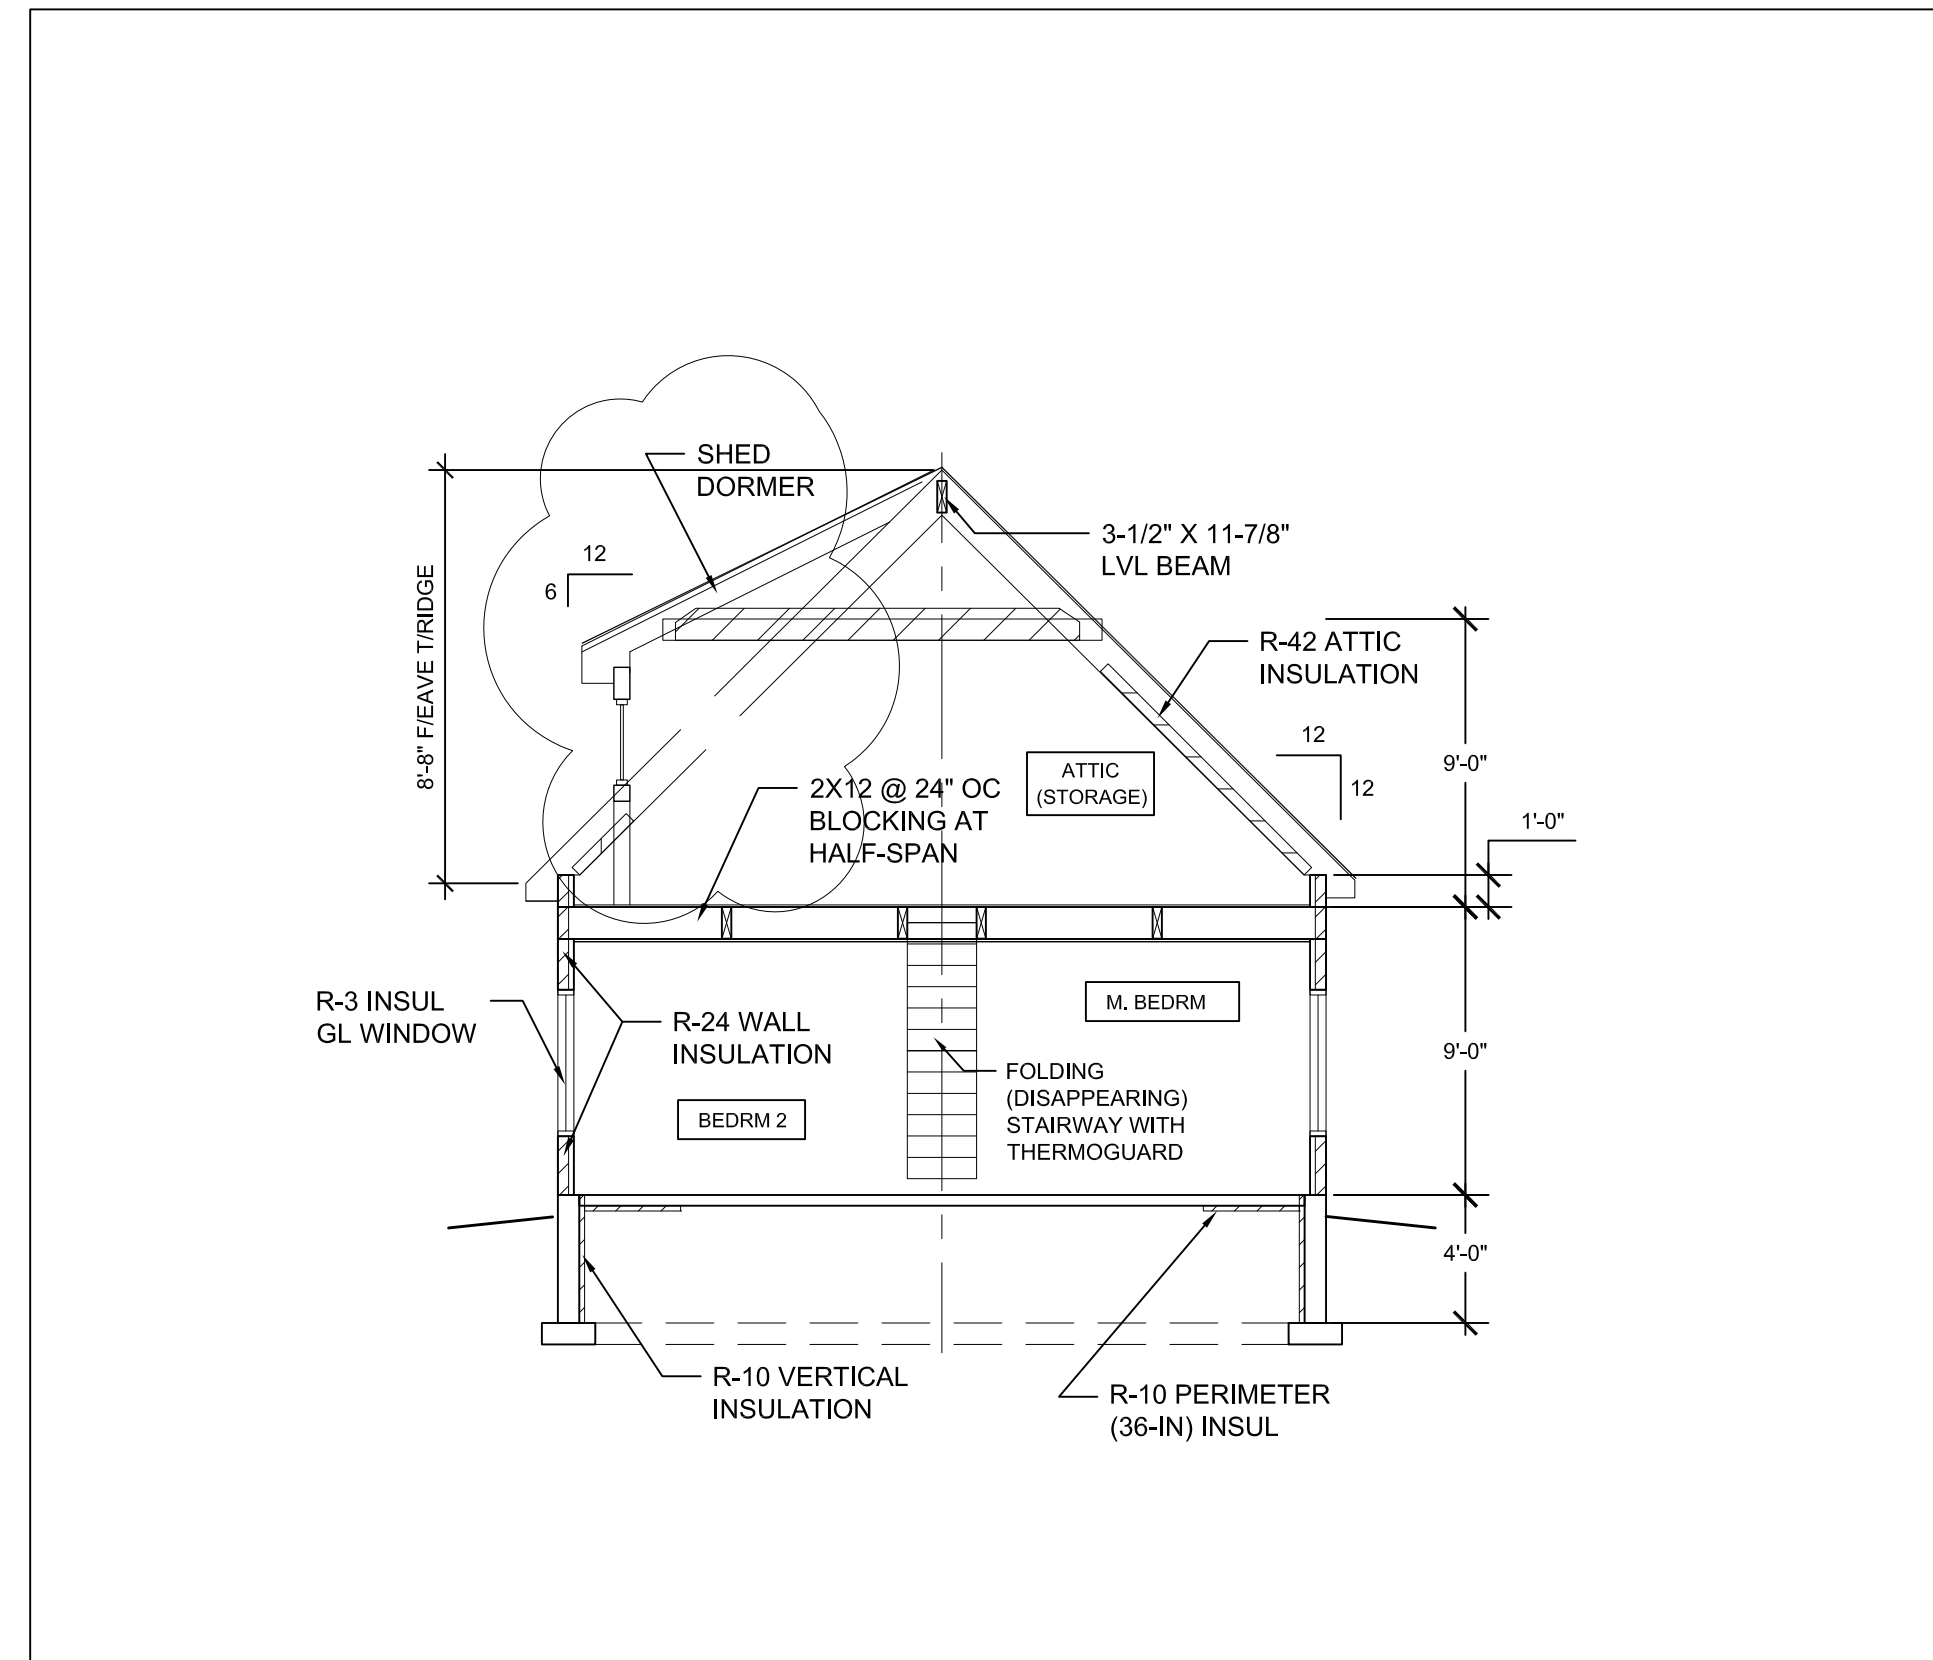 SHED
DORMER
12
6
8'-8" F/EAVE T/RIDGE
3-1/2" X 11-7/8"
LVL BEAM
R-42 ATTIC
INSULATION
12
12
9'-0"
ATTIC
(STORAGE)
2X12 @ 24" OC
BLOCKING AT
HALF-SPAN
1'-0"
R-3 INSUL
GL WINDOW
R-24 WALL
INSULATION
M. BEDRM
9'-0"
FOLDING
(DISAPPEARING)
STAIRWAY WITH
THERMOGUARD
BEDRM 2
4'-0"
R-10 VERTICAL
INSULATION
R-10 PERIMETER
(36-IN) INSUL